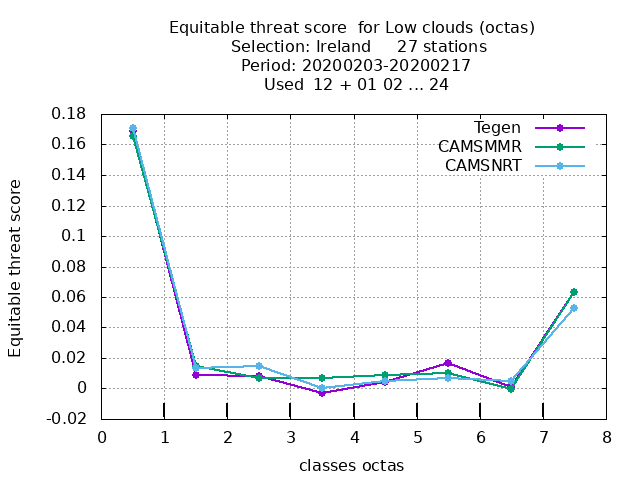 Equitable threat score  for Low clouds (octas)
Selection: Ireland     27 stations
Period: 20200203-20200217
Used  12 + 01 02 ... 24
Tegen
CAMSMMR
CAMSNRT
Equitable threat score
0.18
0.16
0.14
0.12
0.1
0.08
0.06
0.04
0.02
0
-0.02
0 1 2 3 4 5 6 7 8
classes octas